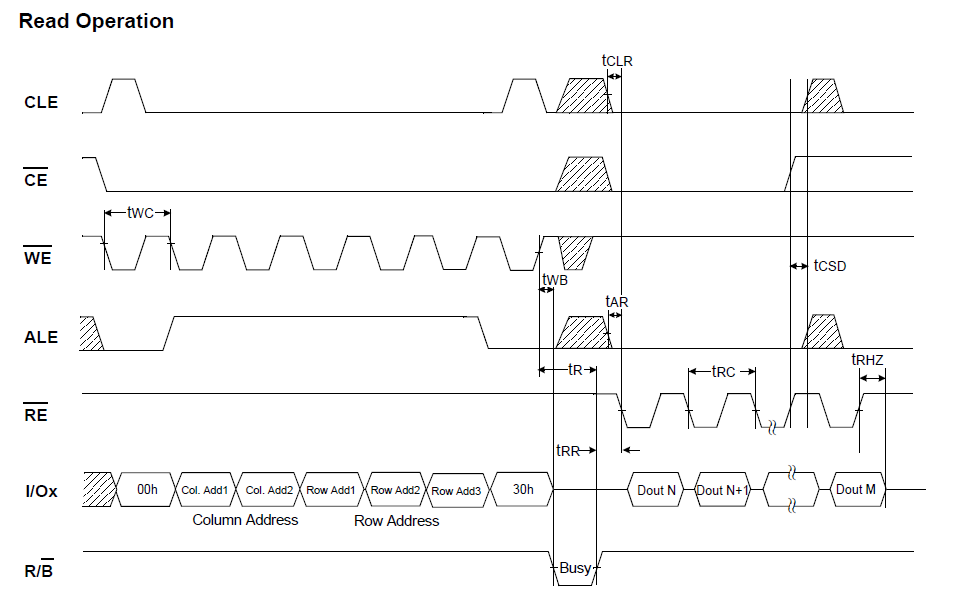 Read Operation
tCLR
CLE
CE
tWC
WE
tCSD
tWB
tAR
ALE
tRHZ
tR
tRC
RE
tRR
I/Ox
00h
Col. Add1
Col. Add2
Row Add1
Row Add2
Row Add3
30h
Dout N
Dout N+1
Dout M
Column Address
Row Address
R/B
Busy